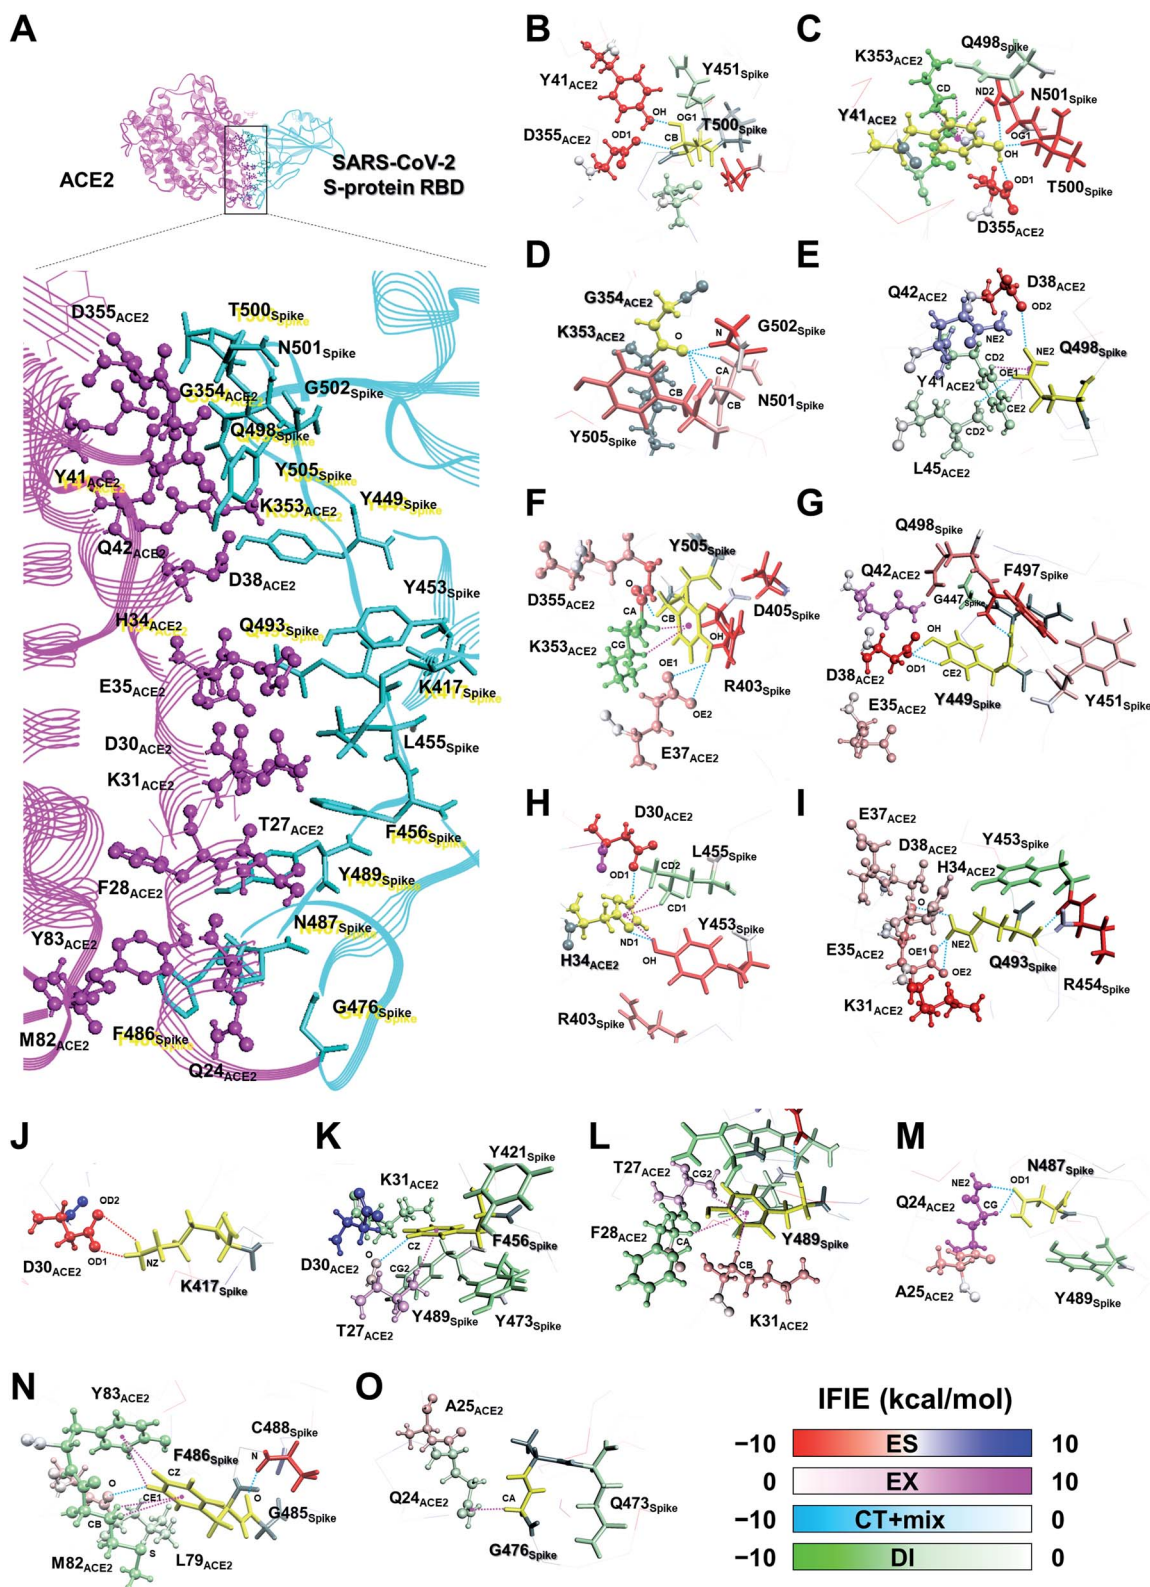 A
ACE2
SARS-CoV-2
S-protein RBD
D355ACE2
T500Spike
N501Spike
G354ACE2
G502Spike
Q498Spike
Y41ACE2
Y505Spike
K353ACE2
Y449Spike
Q42ACE2
D38ACE2
Y453Spike
H34ACE2
Q493Spike
E35ACE2
K417Spike
D30ACE2
L455Spike
K31ACE2
T27ACE2
F456Spike
F28ACE2
Y489Spike
N487Spike
Y83ACE2
G476Spike
M82ACE2
F486Spike
Q24ACE2
B
Y41ACE2
Y451Spike
OH
OG1
D355ACE2
OD1
CB
T500Spike
C
Q498Spike
K353ACE2
CD
ND2
N501Spike
Y41ACE2
OG1
OH
OD1
T500Spike
D355ACE2
D
G354ACE2
O
N
G502Spike
K353ACE2
CA
CB
CB
N501Spike
Y505Spike
E
D38ACE2
Q42ACE2
OD2
NE2
NE2
Q498Spike
CD2
OE1
Y41ACE2
CE2
CD2
L45ACE2
F
Y505Spike
O
D355ACE2
CA
CB
D405Spike
K353ACE2
CG
OH
OE1
R403Spike
OE2
E37ACE2
G
Q498Spike
Q42ACE2
F497Spike
G447Spike
OH
D38ACE2
OD1
CE2
Y449Spike
Y451Spike
E35ACE2
H
D30ACE2
L455Spike
OD1
CD2
CD1
Y453Spike
ND1
H34ACE2
OH
R403Spike
I
E37ACE2
D38ACE2
Y453Spike
H34ACE2
O
E35ACE2
OE1
NE2
OE2
Q493Spike
K31ACE2
R454Spike
J
OD2
D30ACE2
OD1
NZ
K417Spike
K
Y421Spike
K31ACE2
F456Spike
O
CZ
D30ACE2
CG2
Y489Spike
Y473Spike
T27ACE2
L
T27ACE2
CG2
F28ACE2
CA
Y489Spike
CB
K31ACE2
M
NE2
N487Spike
OD1
Q24ACE2
CG
A25ACE2
Y489Spike
N
Y83ACE2
C488Spike
F486Spike
N
CZ
O
CE1
O
CB
G485Spike
S
M82ACE2
L79ACE2
O
A25ACE2
Q24ACE2
CA
Q473Spike
G476Spike
IFIE (kcal/mol)
−10 ES 10
0 EX 10
−10 CT+mix 0
−10 DI 0